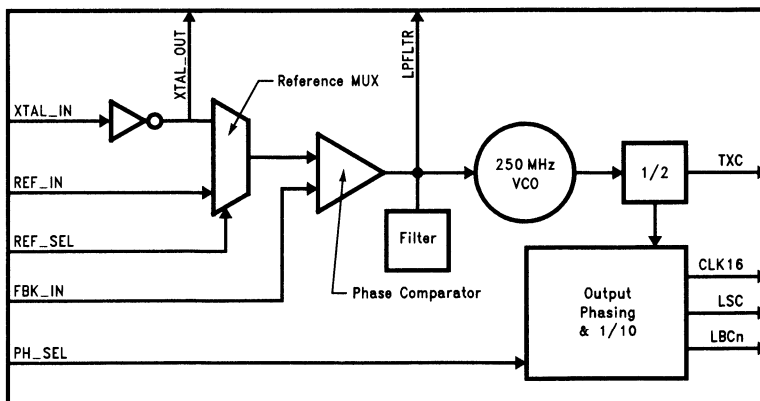 XTAL_OUT
LPFLTR
Reference MUX
XTAL_IN
250 MHz
VCO
1/2
TXC
REF_IN
REF_SEL
Filter
CLK16
FBK_IN
Phase Comparator
Output
Phasing
& 1/10
LSC
LBCn
PH_SEL